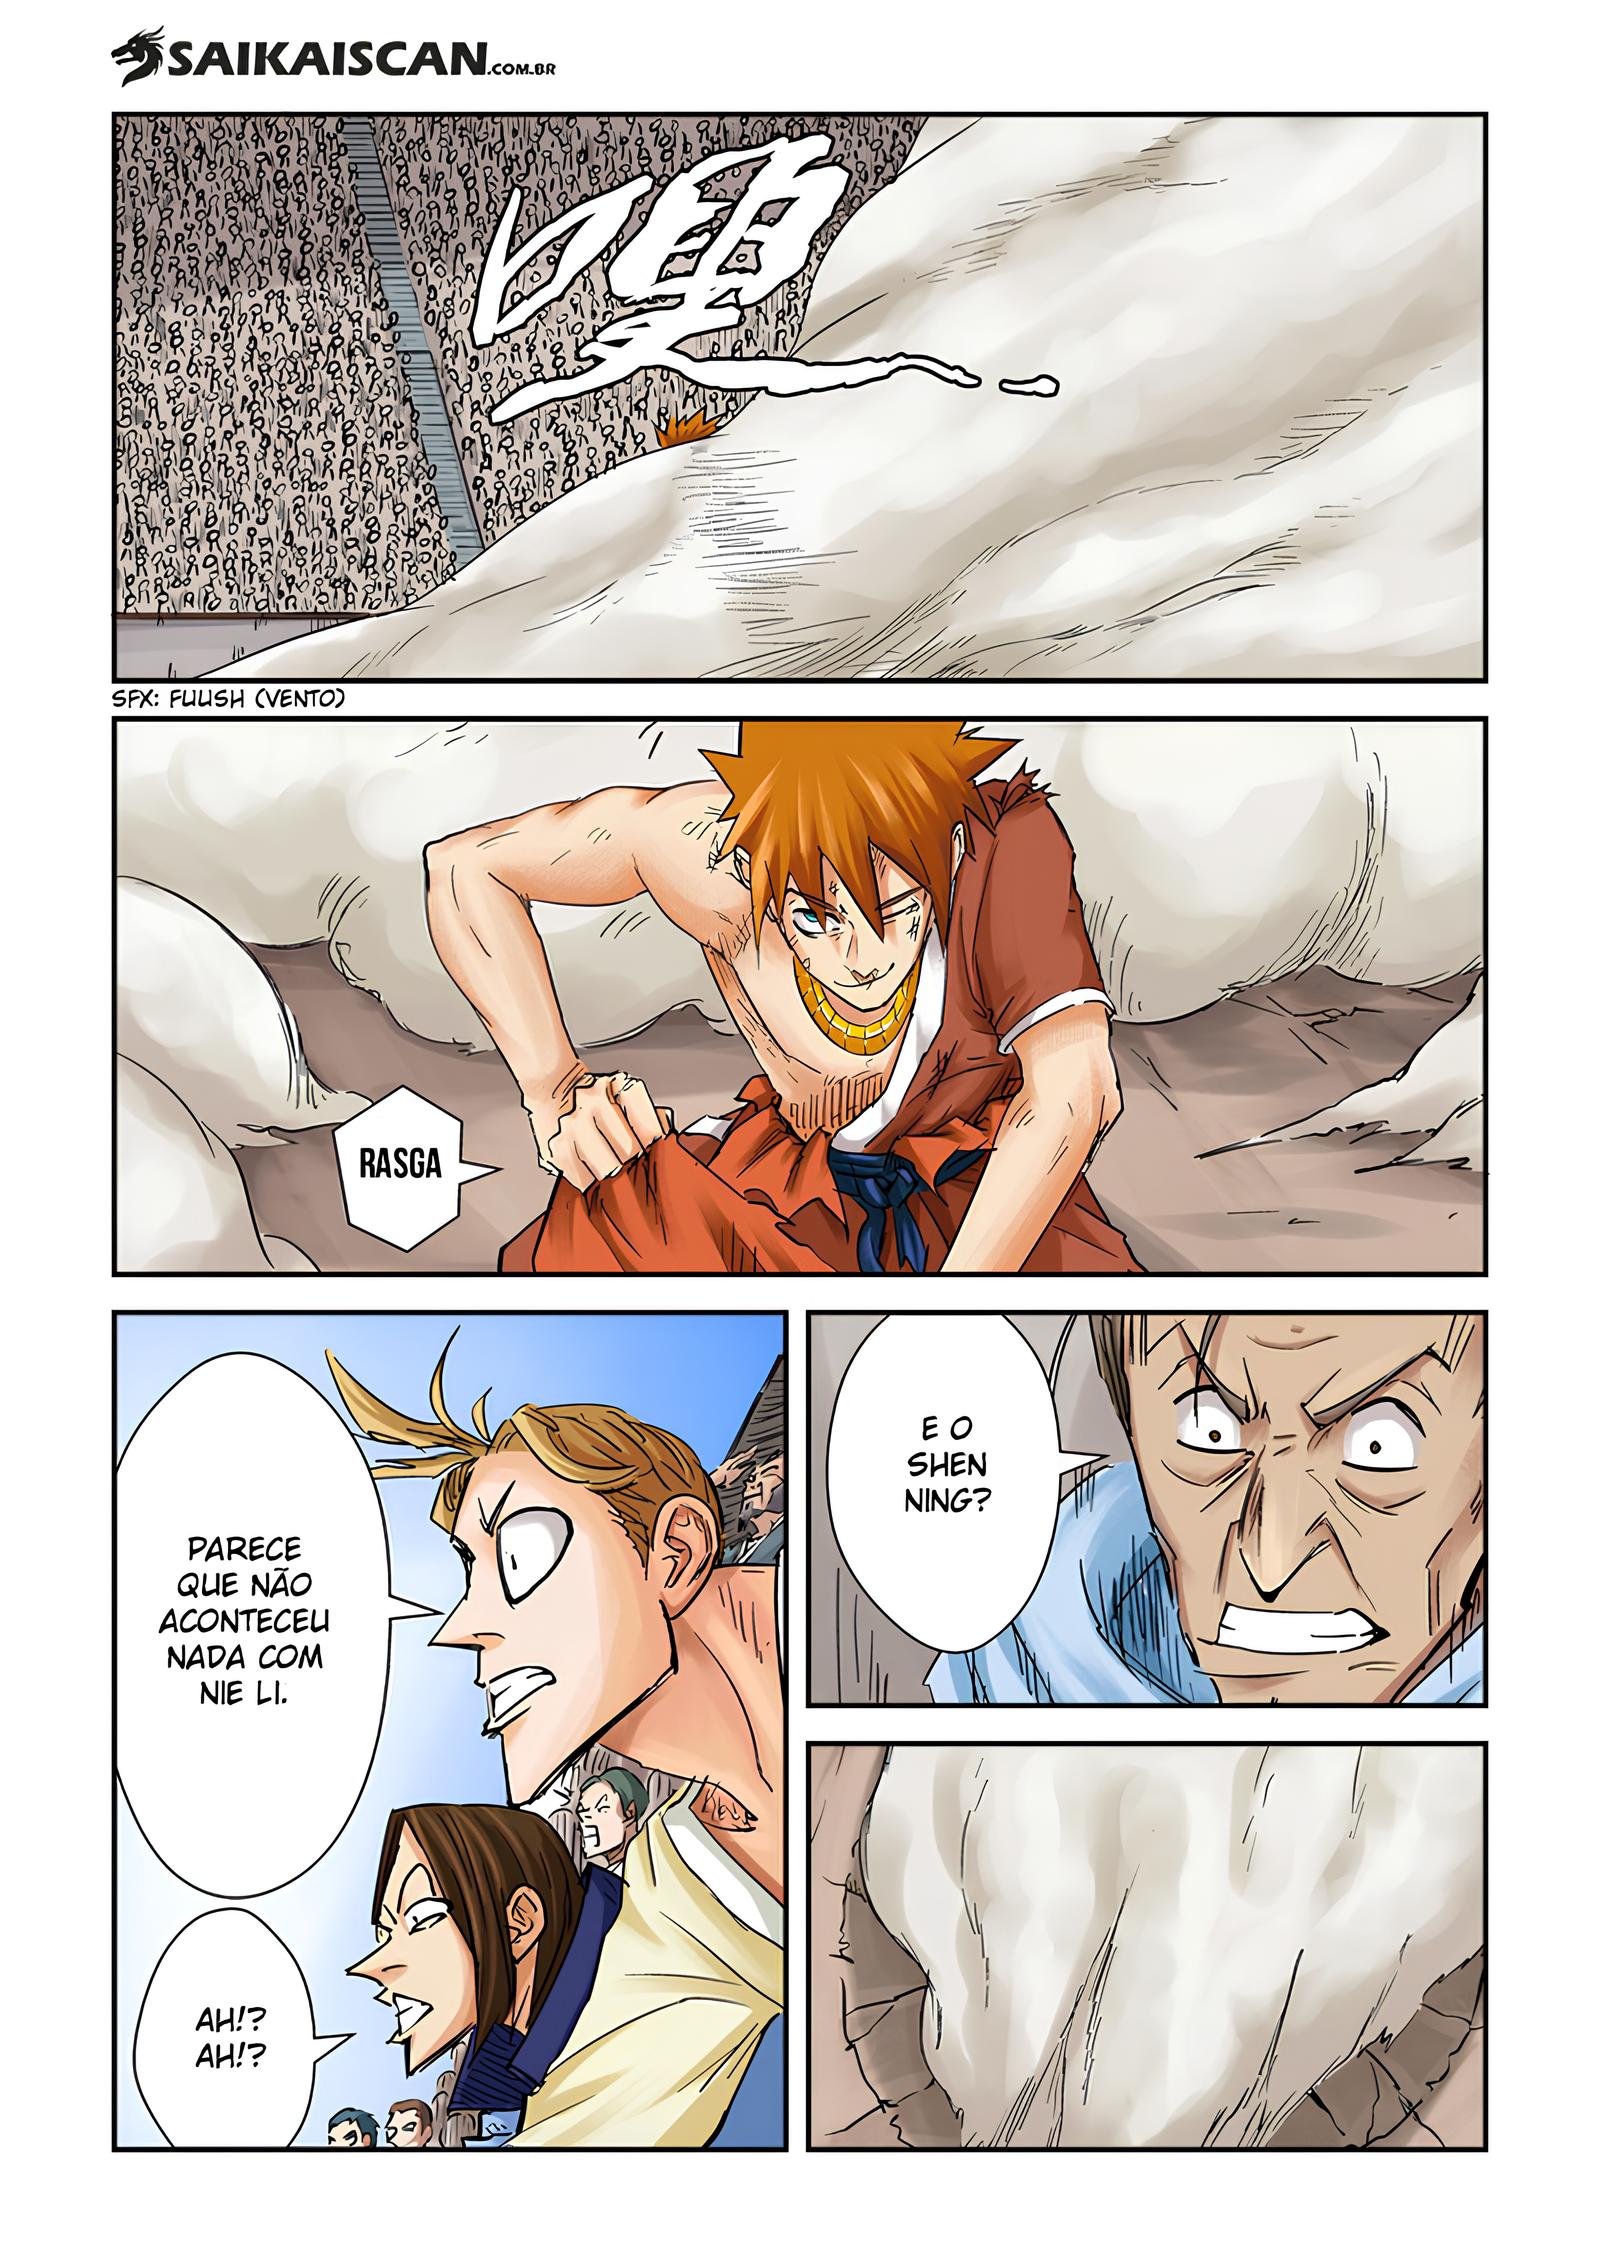 SAIKAISCAN.COM.BR
SFX: FUUSH (VENTO)
RASGA
PARECE
QUE NÃO
ACONTECEU
NADA COM
NIE LI.
AH!?
AH!?
E O
SHEN
NING?